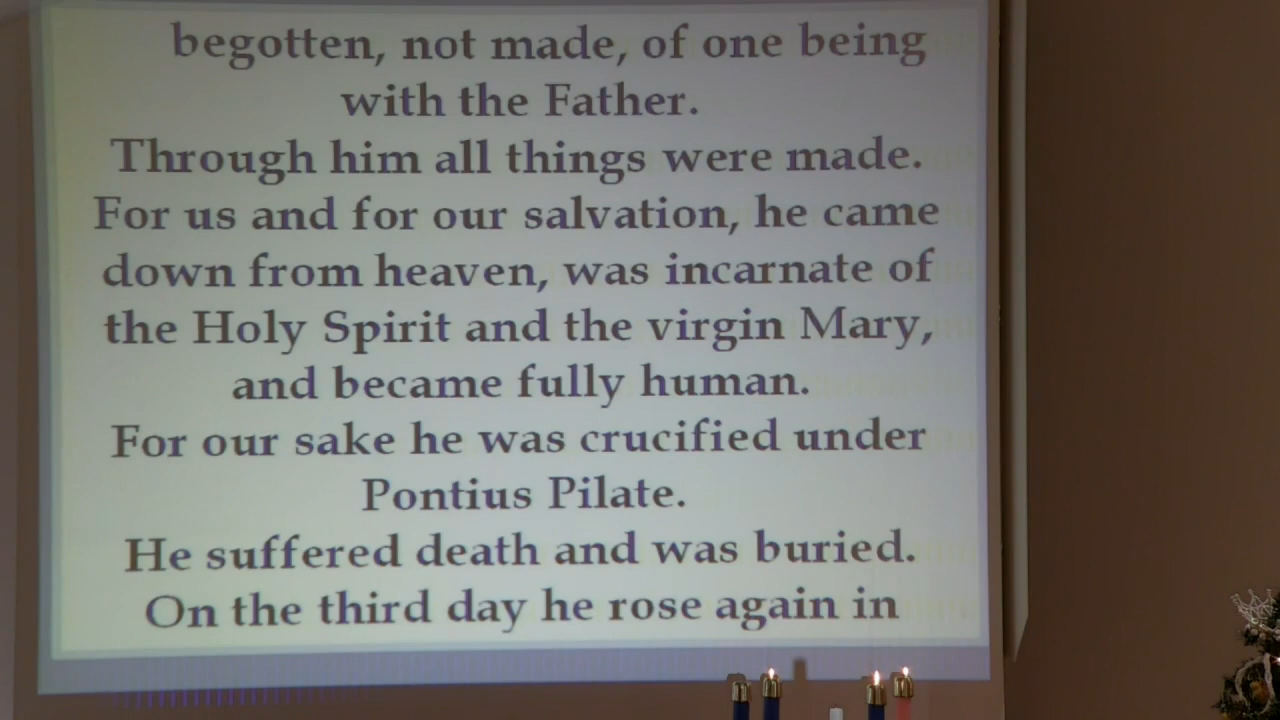 begotten, not made, of one being
with the Father.
Through him all things were made.
For us and for our salvation, he came
down from heaven, was incarnate of
the Holy Spirit and the virgin Mary,
and became fully human.
For our sake he was crucified under
Pontius Pilate.
He suffered death and was buried.
On the third day he rose again in